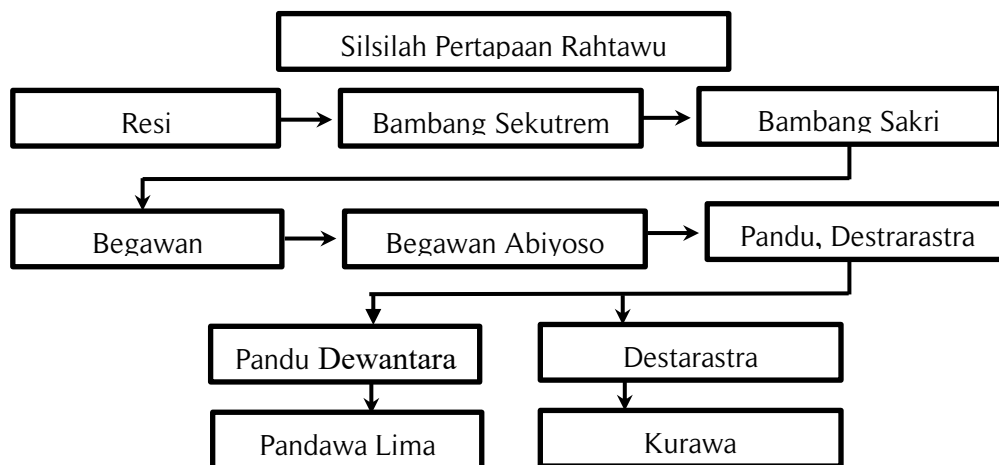 Silsilah Pertapaan Rahtawu
Resi
Bambang Sekutrem
Bambang Sakri
Begawan
Begawan Abiyoso
Pandu, Destrarastra
Pandu Dewantara
Destarastra
Pandawa Lima
Kurawa